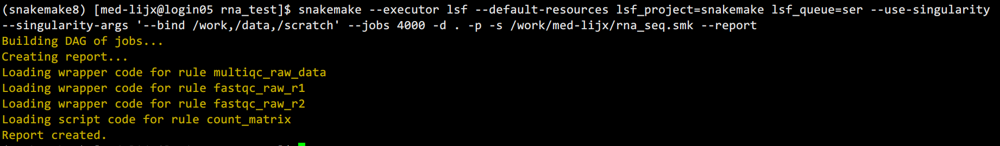 (snakemake8) [med-lijx@login05 rna_test]$ snakemake --executor lsf --default-resources lsf_project=snakemake lsf_queue=ser --use-singularity
--singularity-args '--bind /work,/data,/scratch' --jobs 4000 -d . -p -s /work/med-lijx/rna_seq.smk --report
Building DAG of jobs...
Creating report...
Loading wrapper code for rule multiqc_raw_data
Loading wrapper code for rule fastqc_raw_r1
Loading wrapper code for rule fastqc_raw_r2
Loading script code for rule count_matrix
Report created.